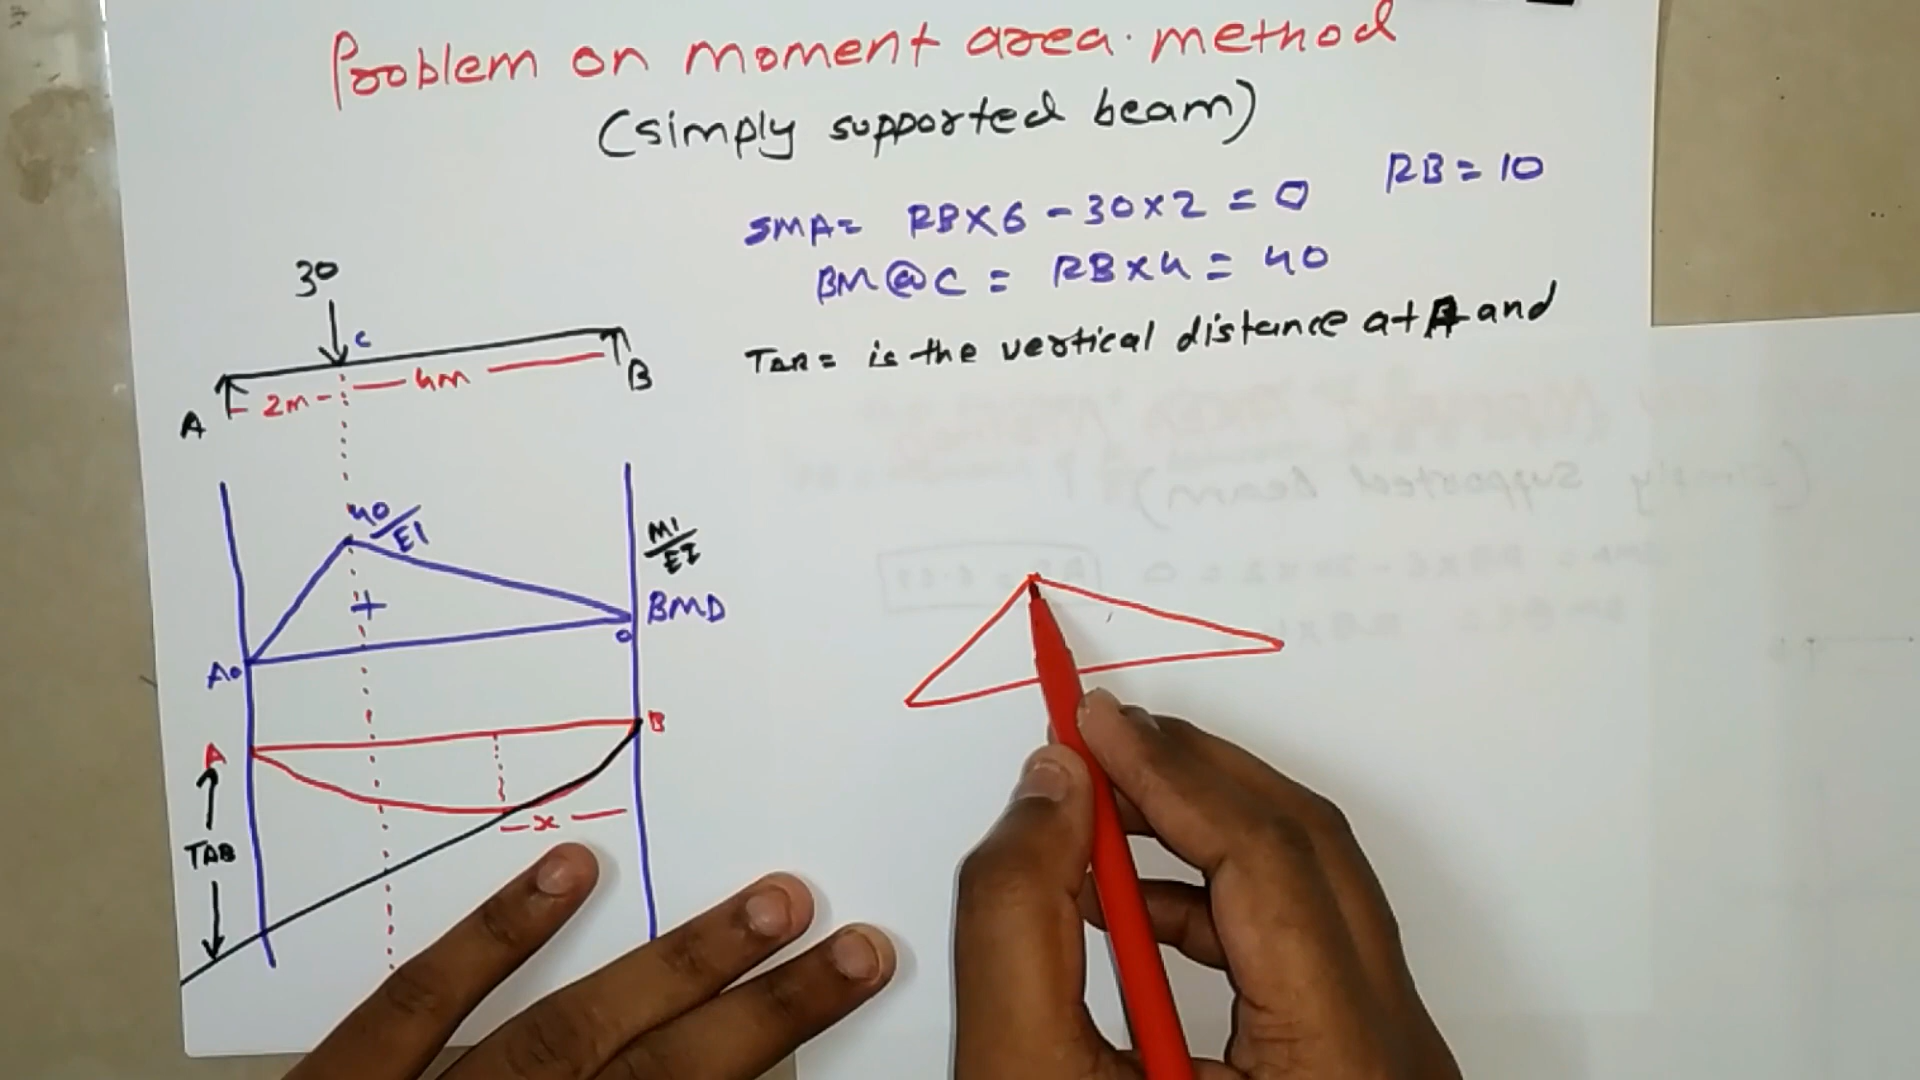 Problem on moment area method
(simply supported beam)
RB = 10
ΣMA = RB×6 - 30×2 = 0
BM@C = RB×4 = 40
TAB = is the vertical distance at A and
30
C
2m
4m
A
B
40/EI
M/EI
+
BMD
A0
0
A
B
x
TAB